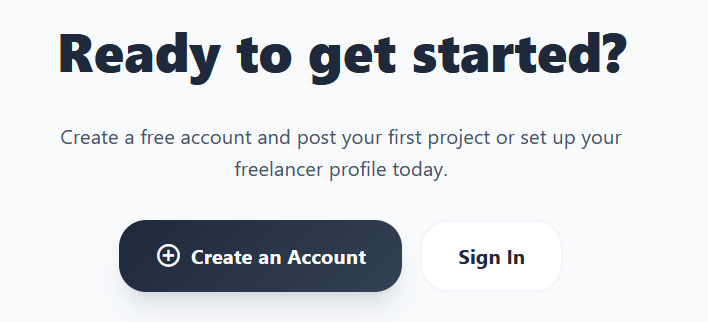 Ready to get started?
Create a free account and post your first project or set up your
freelancer profile today.
Create an Account
Sign In